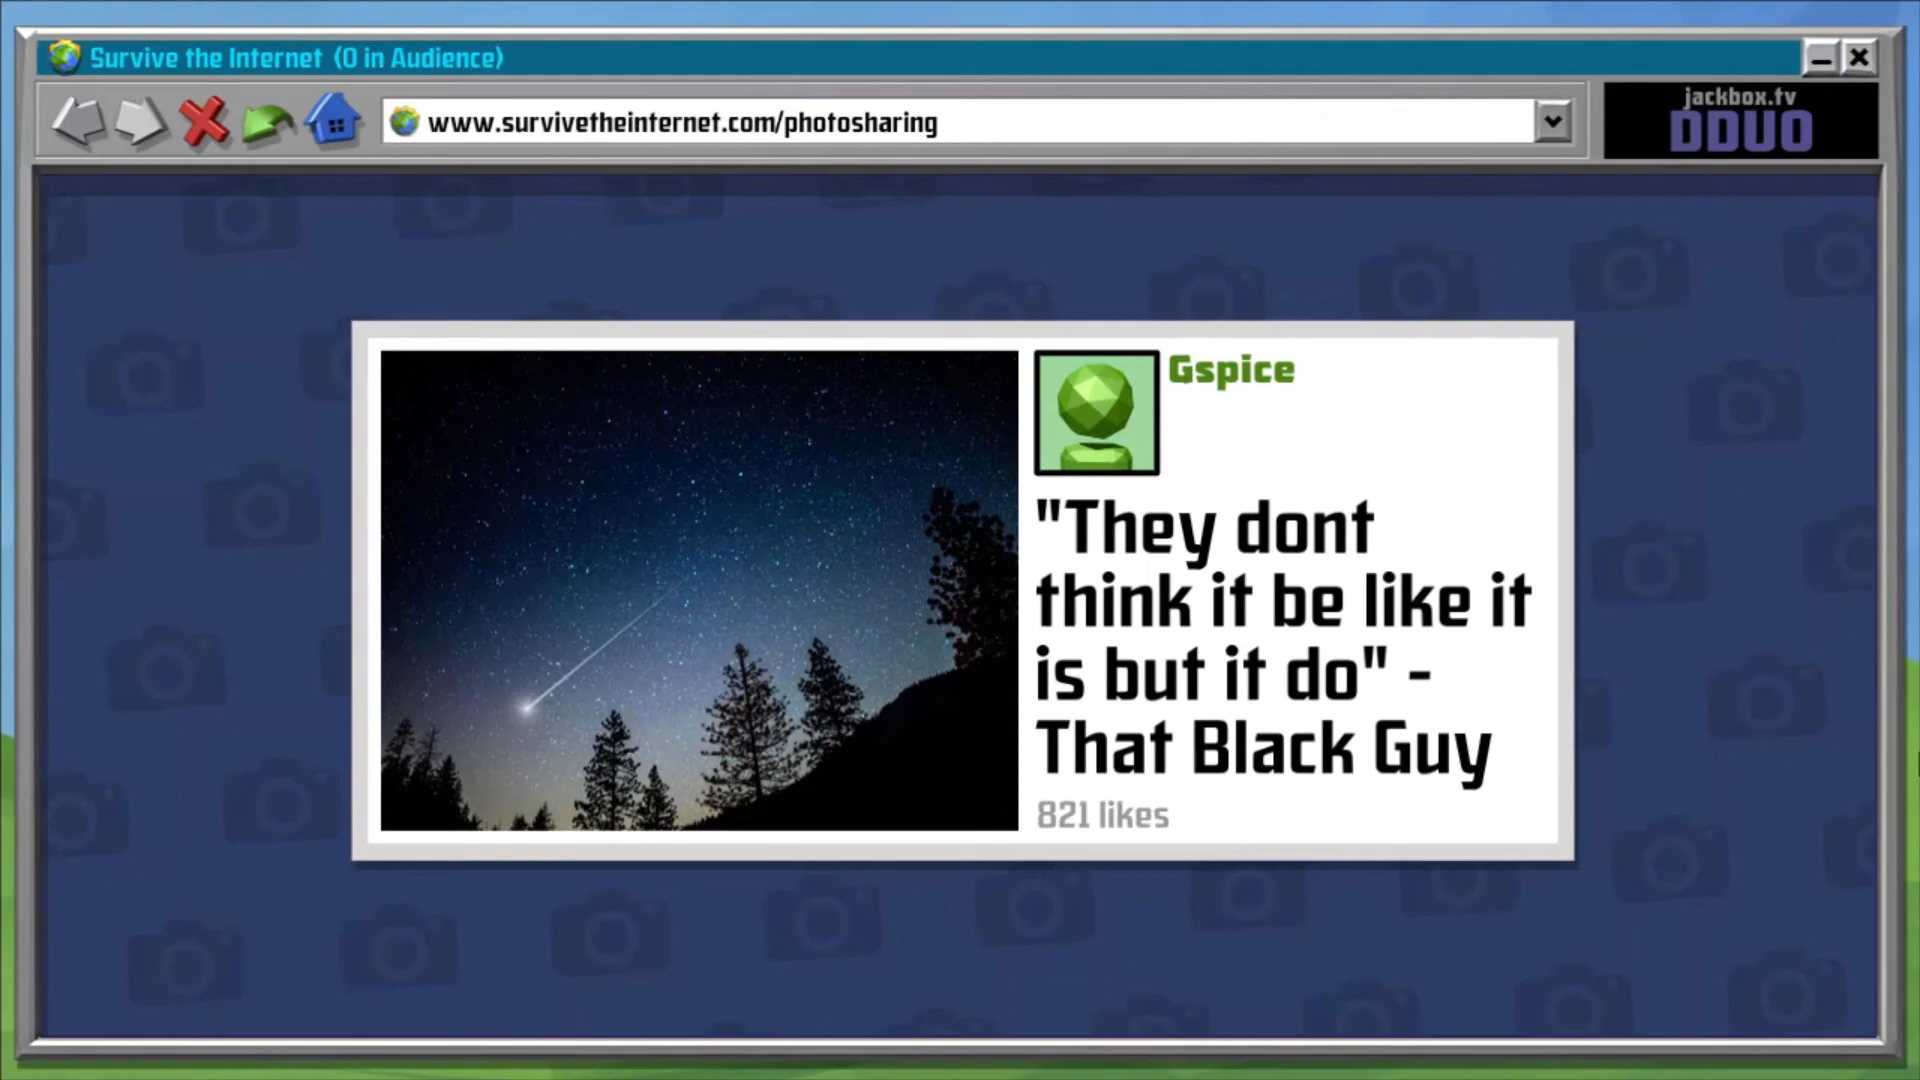 Survive the Internet (0 in Audience)
www.survivetheinternet.com/photosharing
jackbox.tv
DDUO
Gspice
"They dont
think it be like it
is but it do" -
That Black Guy
821 likes